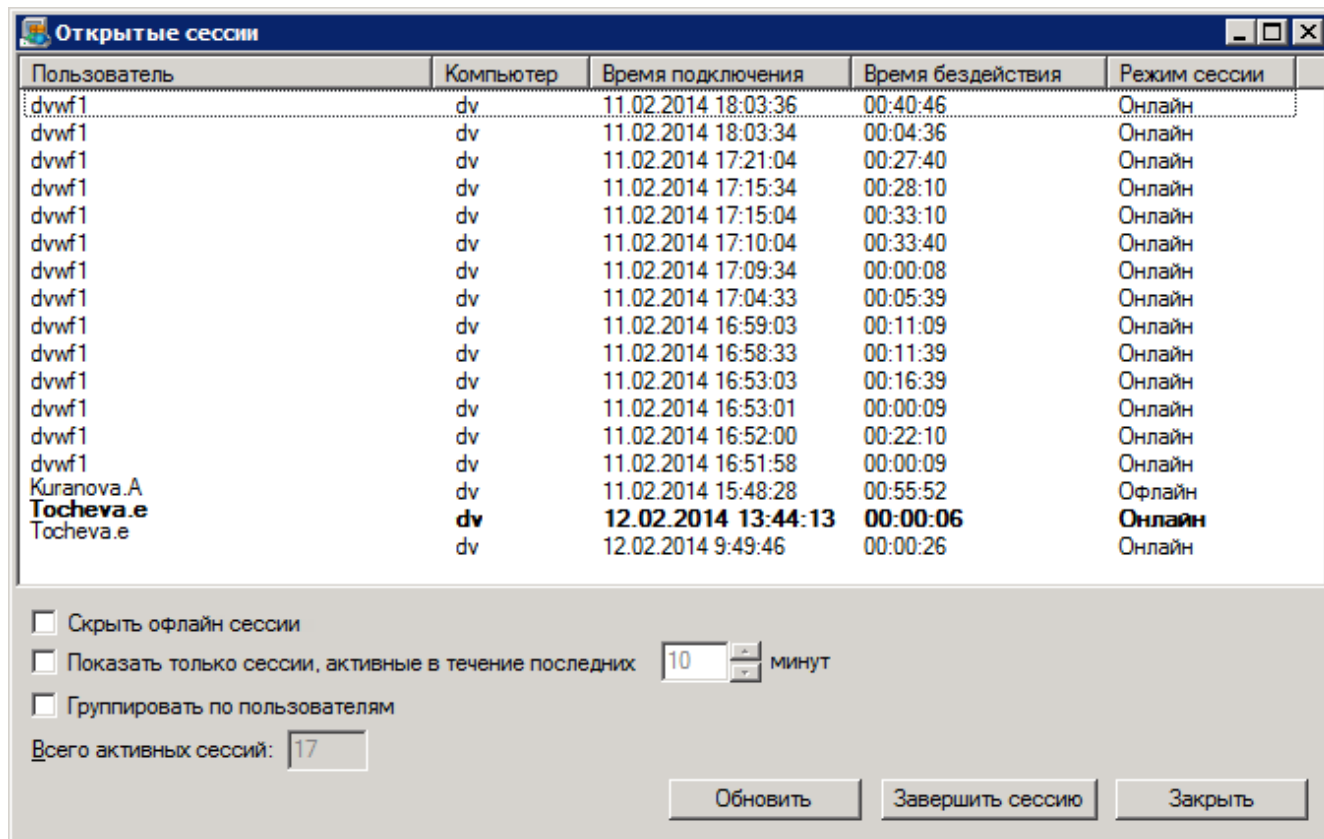 Открытые сессии
Пользователь Компьютер Время подключения Время бездействия Режим сессии
dvwf1 dv 11.02.2014 18:03:36 00:40:46 Онлайн
dvwf1 dv 11.02.2014 18:03:34 00:04:36 Онлайн
dvwf1 dv 11.02.2014 17:21:04 00:27:40 Онлайн
dvwf1 dv 11.02.2014 17:15:34 00:28:10 Онлайн
dvwf1 dv 11.02.2014 17:15:04 00:33:10 Онлайн
dvwf1 dv 11.02.2014 17:10:04 00:33:40 Онлайн
dvwf1 dv 11.02.2014 17:09:34 00:00:08 Онлайн
dvwf1 dv 11.02.2014 17:04:33 00:05:39 Онлайн
dvwf1 dv 11.02.2014 16:59:03 00:11:09 Онлайн
dvwf1 dv 11.02.2014 16:58:33 00:11:39 Онлайн
dvwf1 dv 11.02.2014 16:53:03 00:16:39 Онлайн
dvwf1 dv 11.02.2014 16:53:01 00:00:09 Онлайн
dvwf1 dv 11.02.2014 16:52:00 00:22:10 Онлайн
dvwf1 dv 11.02.2014 16:51:58 00:00:09 Онлайн
Kuranova.A dv 11.02.2014 15:48:28 00:55:52 Офлайн
Tocheva.e dv 12.02.2014 13:44:13 00:00:06 Онлайн
Tocheva.e dv 12.02.2014 9:49:46 00:00:26 Онлайн
Скрыть офлайн сессии
Показать только сессии, активные в течение последних 10 минут
Группировать по пользователям
Всего активных сессий: 17
Обновить Завершить сессию Закрыть